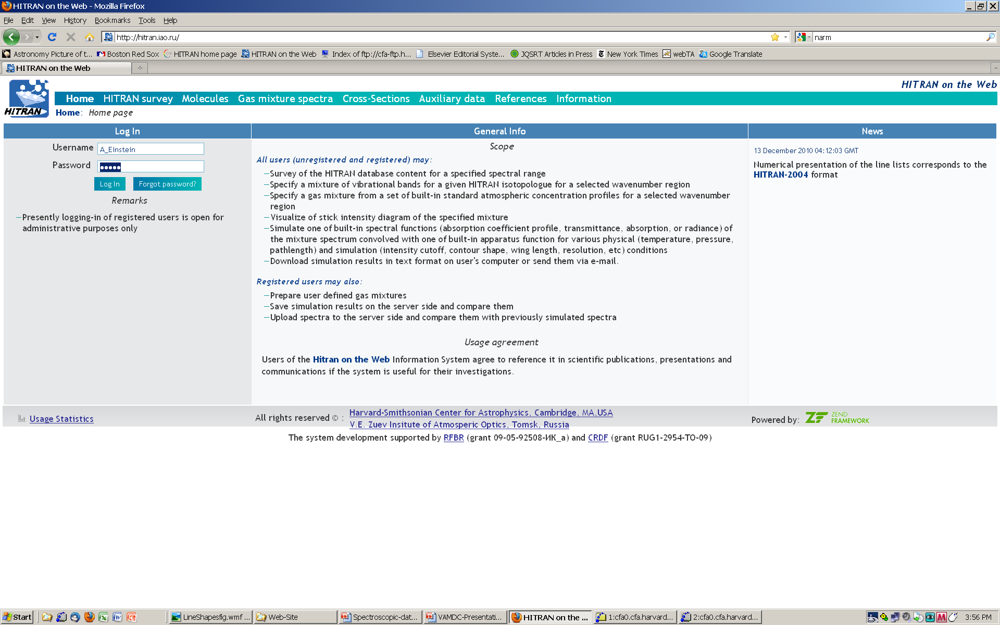 HITRAN on the Web - Mozilla Firefox
File Edit View History Bookmarks Tools Help
http://hitran.iao.ru/
narm
Astronomy Picture of t... Boston Red Sox HITRAN home page HITRAN on the Web Index of ftp://cfa-ftp.h... Elsevier Editorial Syste... JQSRT Articles in Press New York Times webTA Google Translate
HITRAN on the Web
HITRAN on the Web
HITRAN
Home HITRAN survey Molecules Gas mixture spectra Cross-Sections Auxiliary data References Information
Home: Home page
Log In
Username A_Einstein
Password •••••
Log In Forgot password?
Remarks
—Presently logging-in of registered users is open for
administrative purposes only
General Info
Scope
All users (unregistered and registered) may:
—Survey of the HITRAN database content for a specified spectral range
—Specify a mixture of vibrational bands for a given HITRAN isotopologue for a selected wavenumber region
—Specify a gas mixture from a set of built-in standard atmospheric concentration profiles for a selected wavenumber
region
—Visualize of stick intensity diagram of the specified mixture
—Simulate one of built-in spectral functions (absorption coefficient profile, transmittance, absorption, or radiance) of
the mixture spectrum convolved with one of built-in apparatus function for various physical (temperature, pressure,
pathlength) and simulation (intensity cutoff, contour shape, wing length, resolution, etc) conditions
—Download simulation results in text format on user's computer or send them via e-mail.
Registered users may also:
—Prepare user defined gas mixtures
—Save simulation results on the server side and compare them
—Upload spectra to the server side and compare them with previously simulated spectra
Usage agreement
Users of the Hitran on the Web Information System agree to reference it in scientific publications, presentations and
communications if the system is useful for their investigations.
News
13 December 2010 04:12:03 GMT
Numerical presentation of the line lists corresponds to the
HITRAN-2004 format
Usage Statistics
All rights reserved © : Harvard-Smithsonian Center for Astrophysics, Cambridge, MA,USA
V.E. Zuev Insitute of Atmosperic Optics, Tomsk, Russia
Powered by: ZF ZEND
FRAMEWORK
The system development supported by RFBR (grant 09-05-92508-ИК_а) and CRDF (grant RUG1-2954-TO-09)
Start LineShapesfig.wmf ... Web-Site Spectroscopic-dat... VAMDC-Presentati... HITRAN on the ... 1:cfa0.cfa.harvard... 2:cfa0.cfa.harvard... 3:56 PM